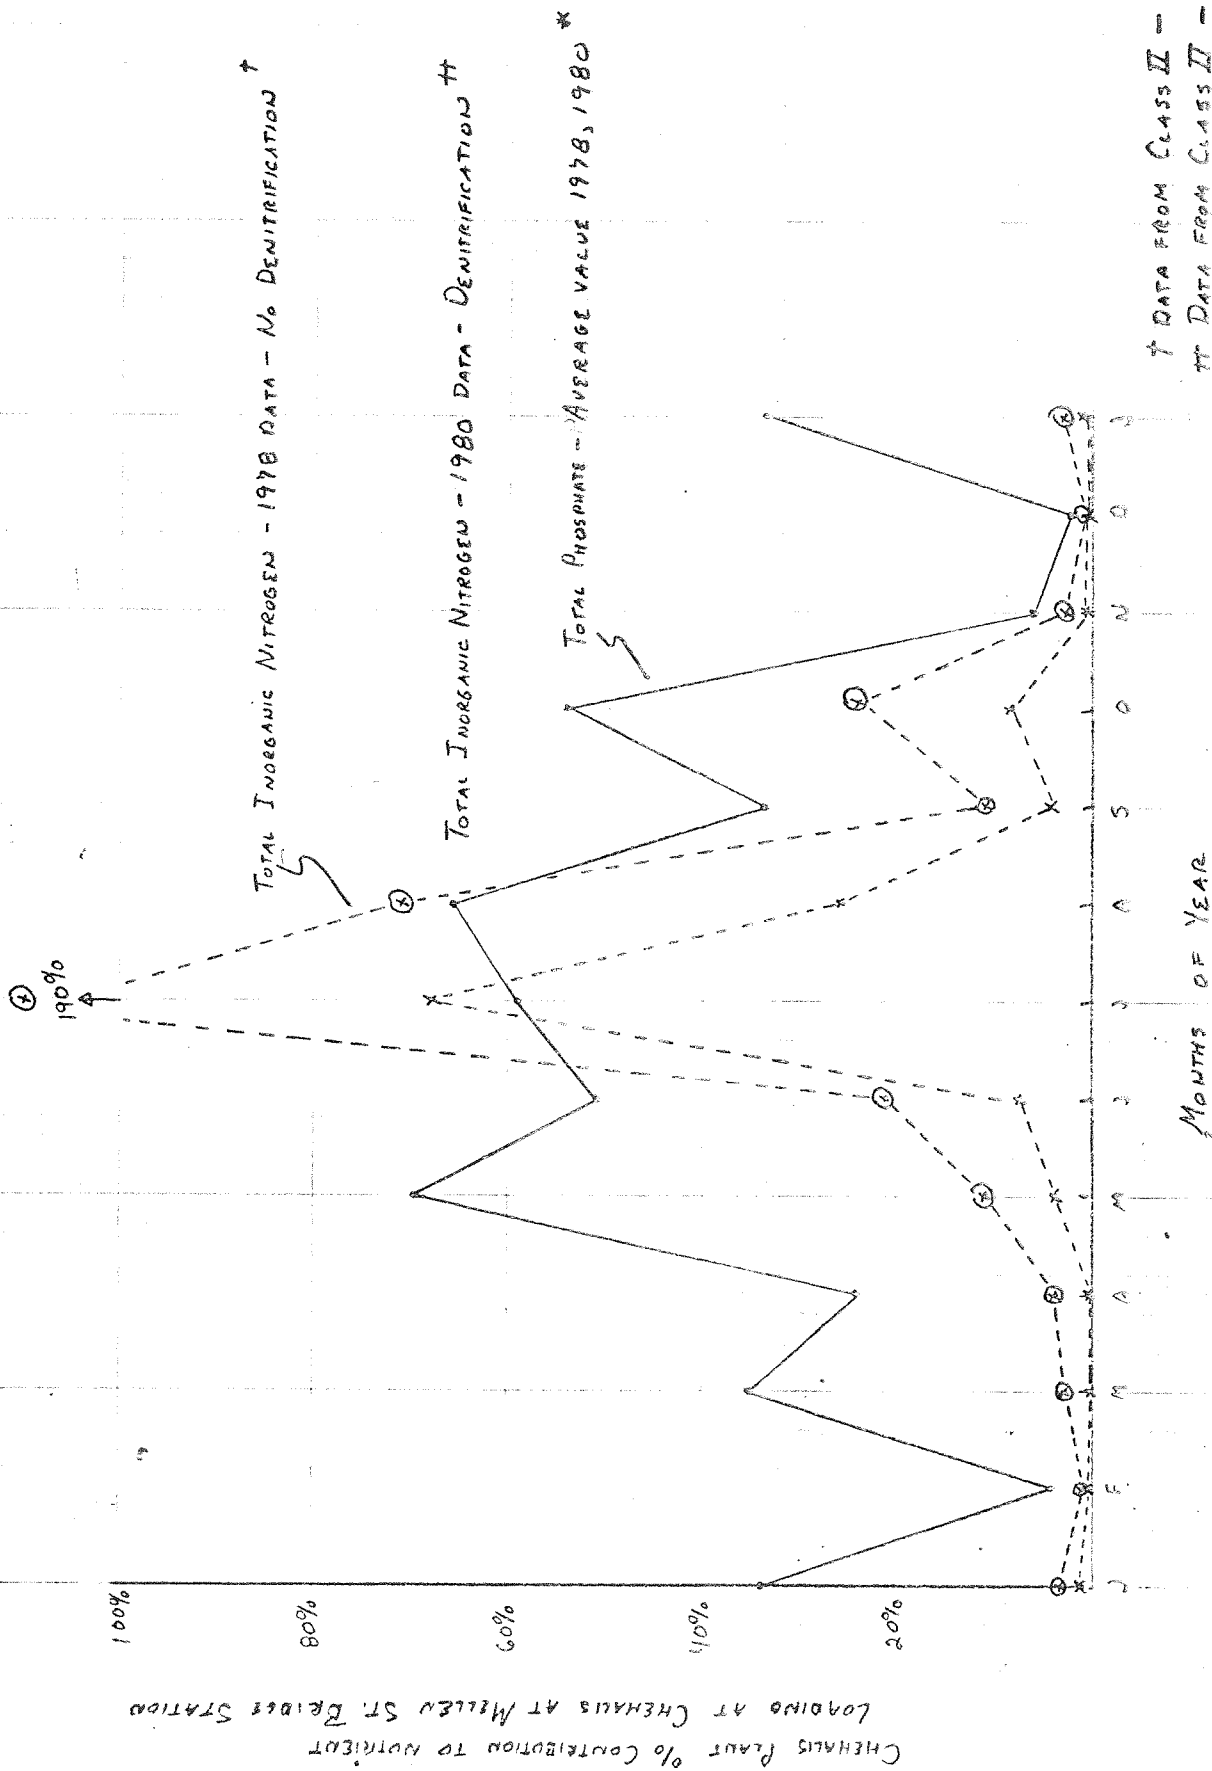 TOTAL INORGANIC NITROGEN - 1978 DATA - NO DENITRIFICATION †
TOTAL INORGANIC NITROGEN - 1980 DATA - DENITRIFICATION ††
TOTAL PHOSPHATE - AVERAGE VALUE 1978, 1980 *
190%
100%
80%
60%
40%
20%
CHEHALIS PLANT % CONTRIBUTION TO NUTRIENT
LOADING AT CHEHALIS AT MELLEN ST. BRIDGE STATION
J F M A M J J A S O N D J
MONTHS OF YEAR
† DATA FROM CLASS II -
†† DATA FROM CLASS II -